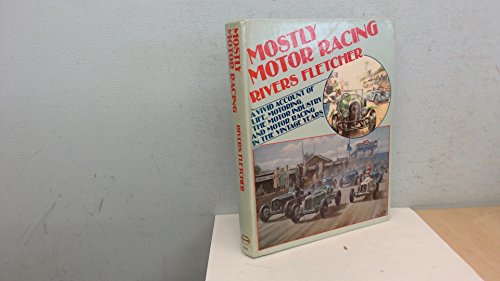 MOSTLY
MOTOR RACING
RIVERS FLETCHER
A VIVID ACCOUNT OF
LIFE MOTORING,
THE MOTOR INDUSTRY
AND MOTOR RACING
IN THE VINTAGE YEARS
MOSTLY
MOTOR RACING
RIVERS FLETCHER